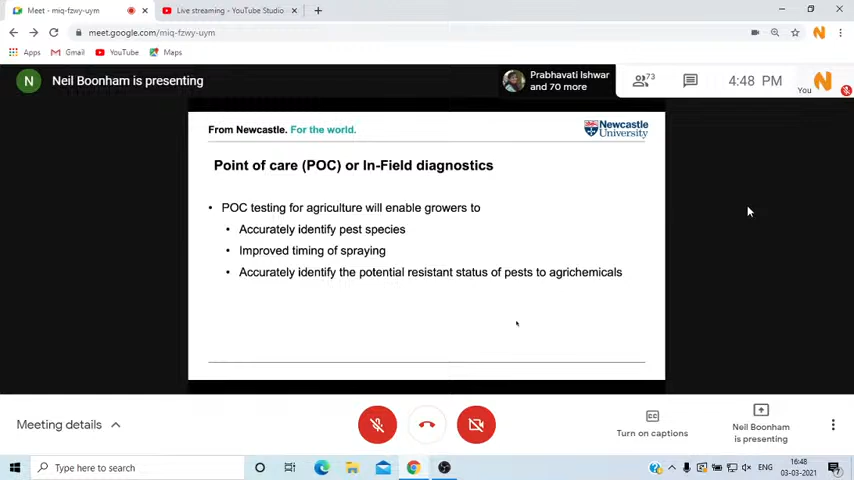 Meet - miq-fzwy-uym
Live streaming - YouTube Studio
meet.google.com/miq-fzwy-uym
Apps
Gmail
YouTube
Maps
N
Neil Boonham is presenting
Prabhavati Ishwar
and 70 more
73
4:48 PM
You
From Newcastle. For the world.
Newcastle
University
Point of care (POC) or In-Field diagnostics
• POC testing for agriculture will enable growers to
• Accurately identify pest species
• Improved timing of spraying
• Accurately identify the potential resistant status of pests to agrichemicals
Meeting details
Turn on captions
Neil Boonham
is presenting
Type here to search
ENG
16:48
03-03-2021